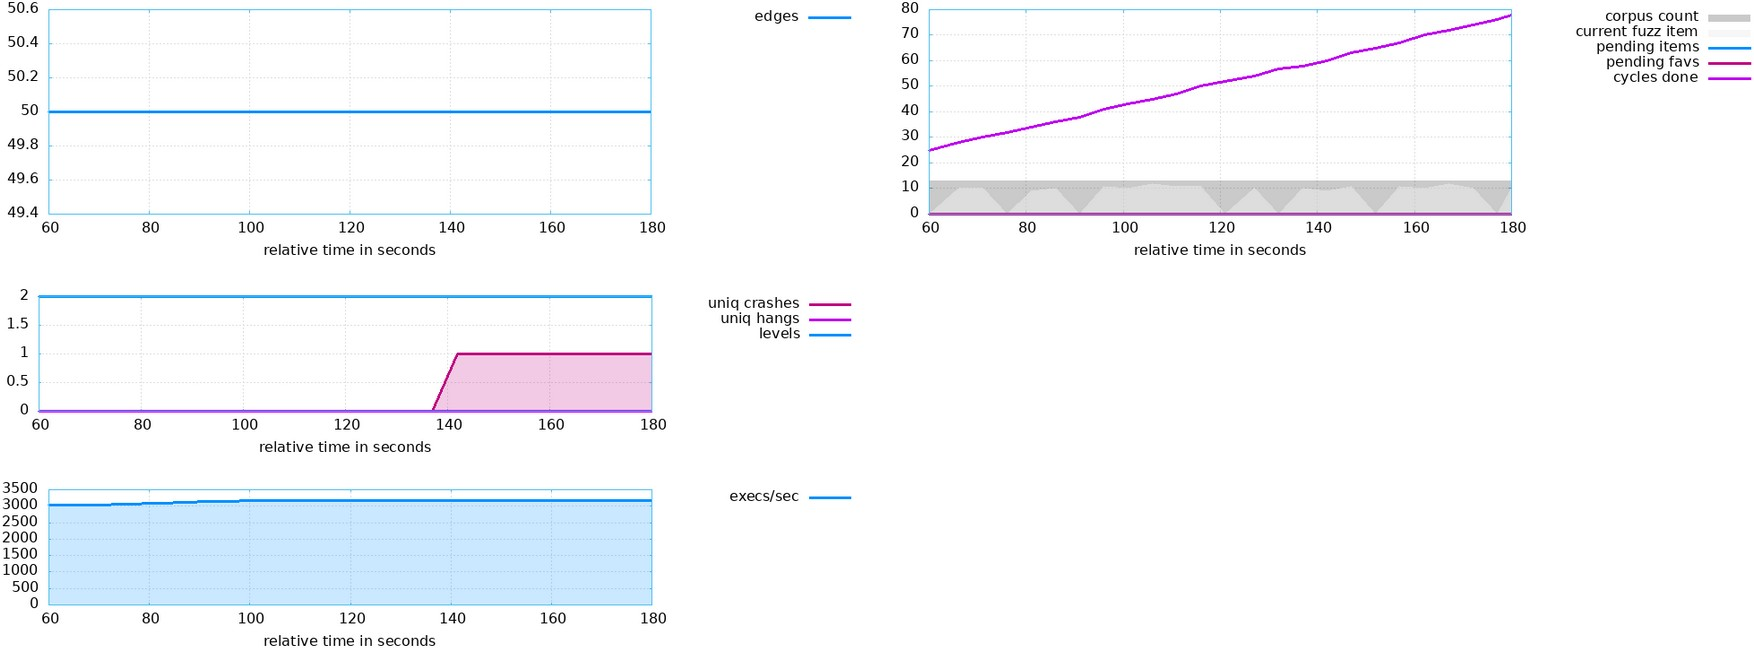 50.6
50.4
50.2
50
49.8
49.6
49.4
60 80 100 120 140 160 180
relative time in seconds
edges
80
70
60
50
40
30
20
10
0
60 80 100 120 140 160 180
relative time in seconds
corpus count
current fuzz item
pending items
pending favs
cycles done
2
1.5
1
0.5
0
60 80 100 120 140 160 180
relative time in seconds
uniq crashes
uniq hangs
levels
3500
3000
2500
2000
1500
1000
500
0
60 80 100 120 140 160 180
relative time in seconds
execs/sec